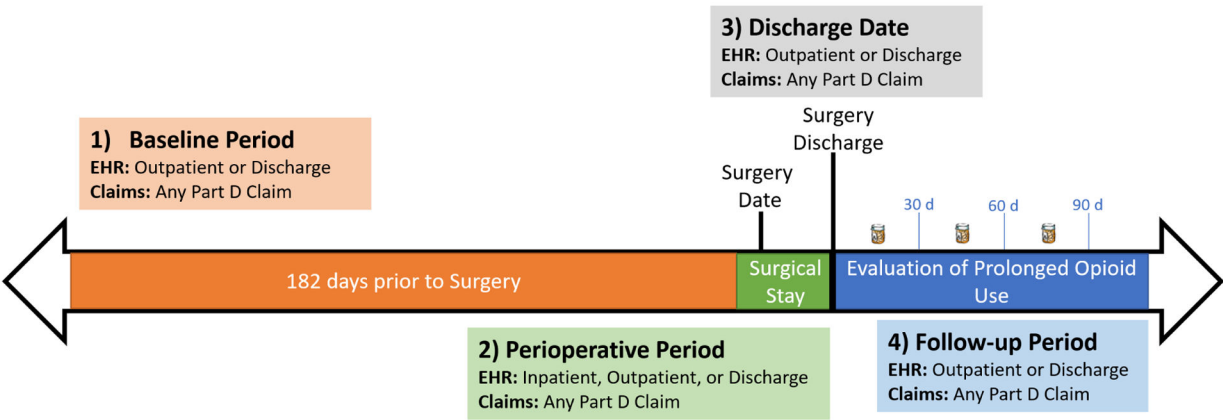 3) Discharge Date
EHR: Outpatient or Discharge
Claims: Any Part D Claim
1) Baseline Period
EHR: Outpatient or Discharge
Claims: Any Part D Claim
Surgery
Discharge
Surgery
Date
30 d
60 d
90 d
182 days prior to Surgery
Surgical
Stay
Evaluation of Prolonged Opioid
Use
2) Perioperative Period
EHR: Inpatient, Outpatient, or Discharge
Claims: Any Part D Claim
4) Follow-up Period
EHR: Outpatient or Discharge
Claims: Any Part D Claim